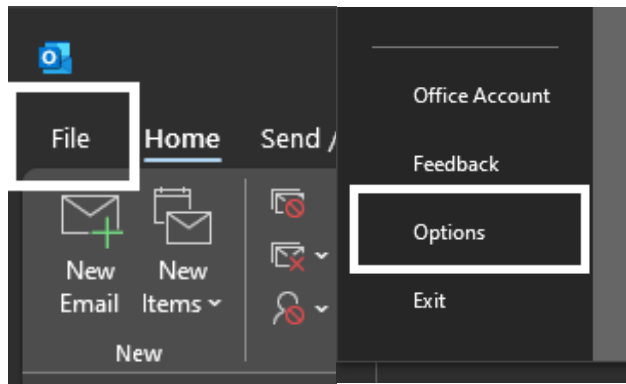 File Home Send /
New Email
New Items
New
Office Account
Feedback
Options
Exit